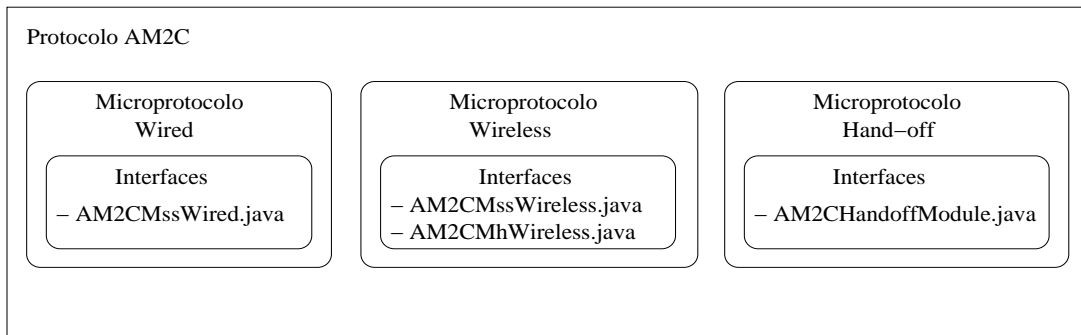 Protocolo AM2C
Microprotocolo
Wired
Interfaces
– AM2CMssWired.java
Microprotocolo
Wireless
Interfaces
– AM2CMssWireless.java
– AM2CMhWireless.java
Microprotocolo
Hand–off
Interfaces
– AM2CHandoffModule.java